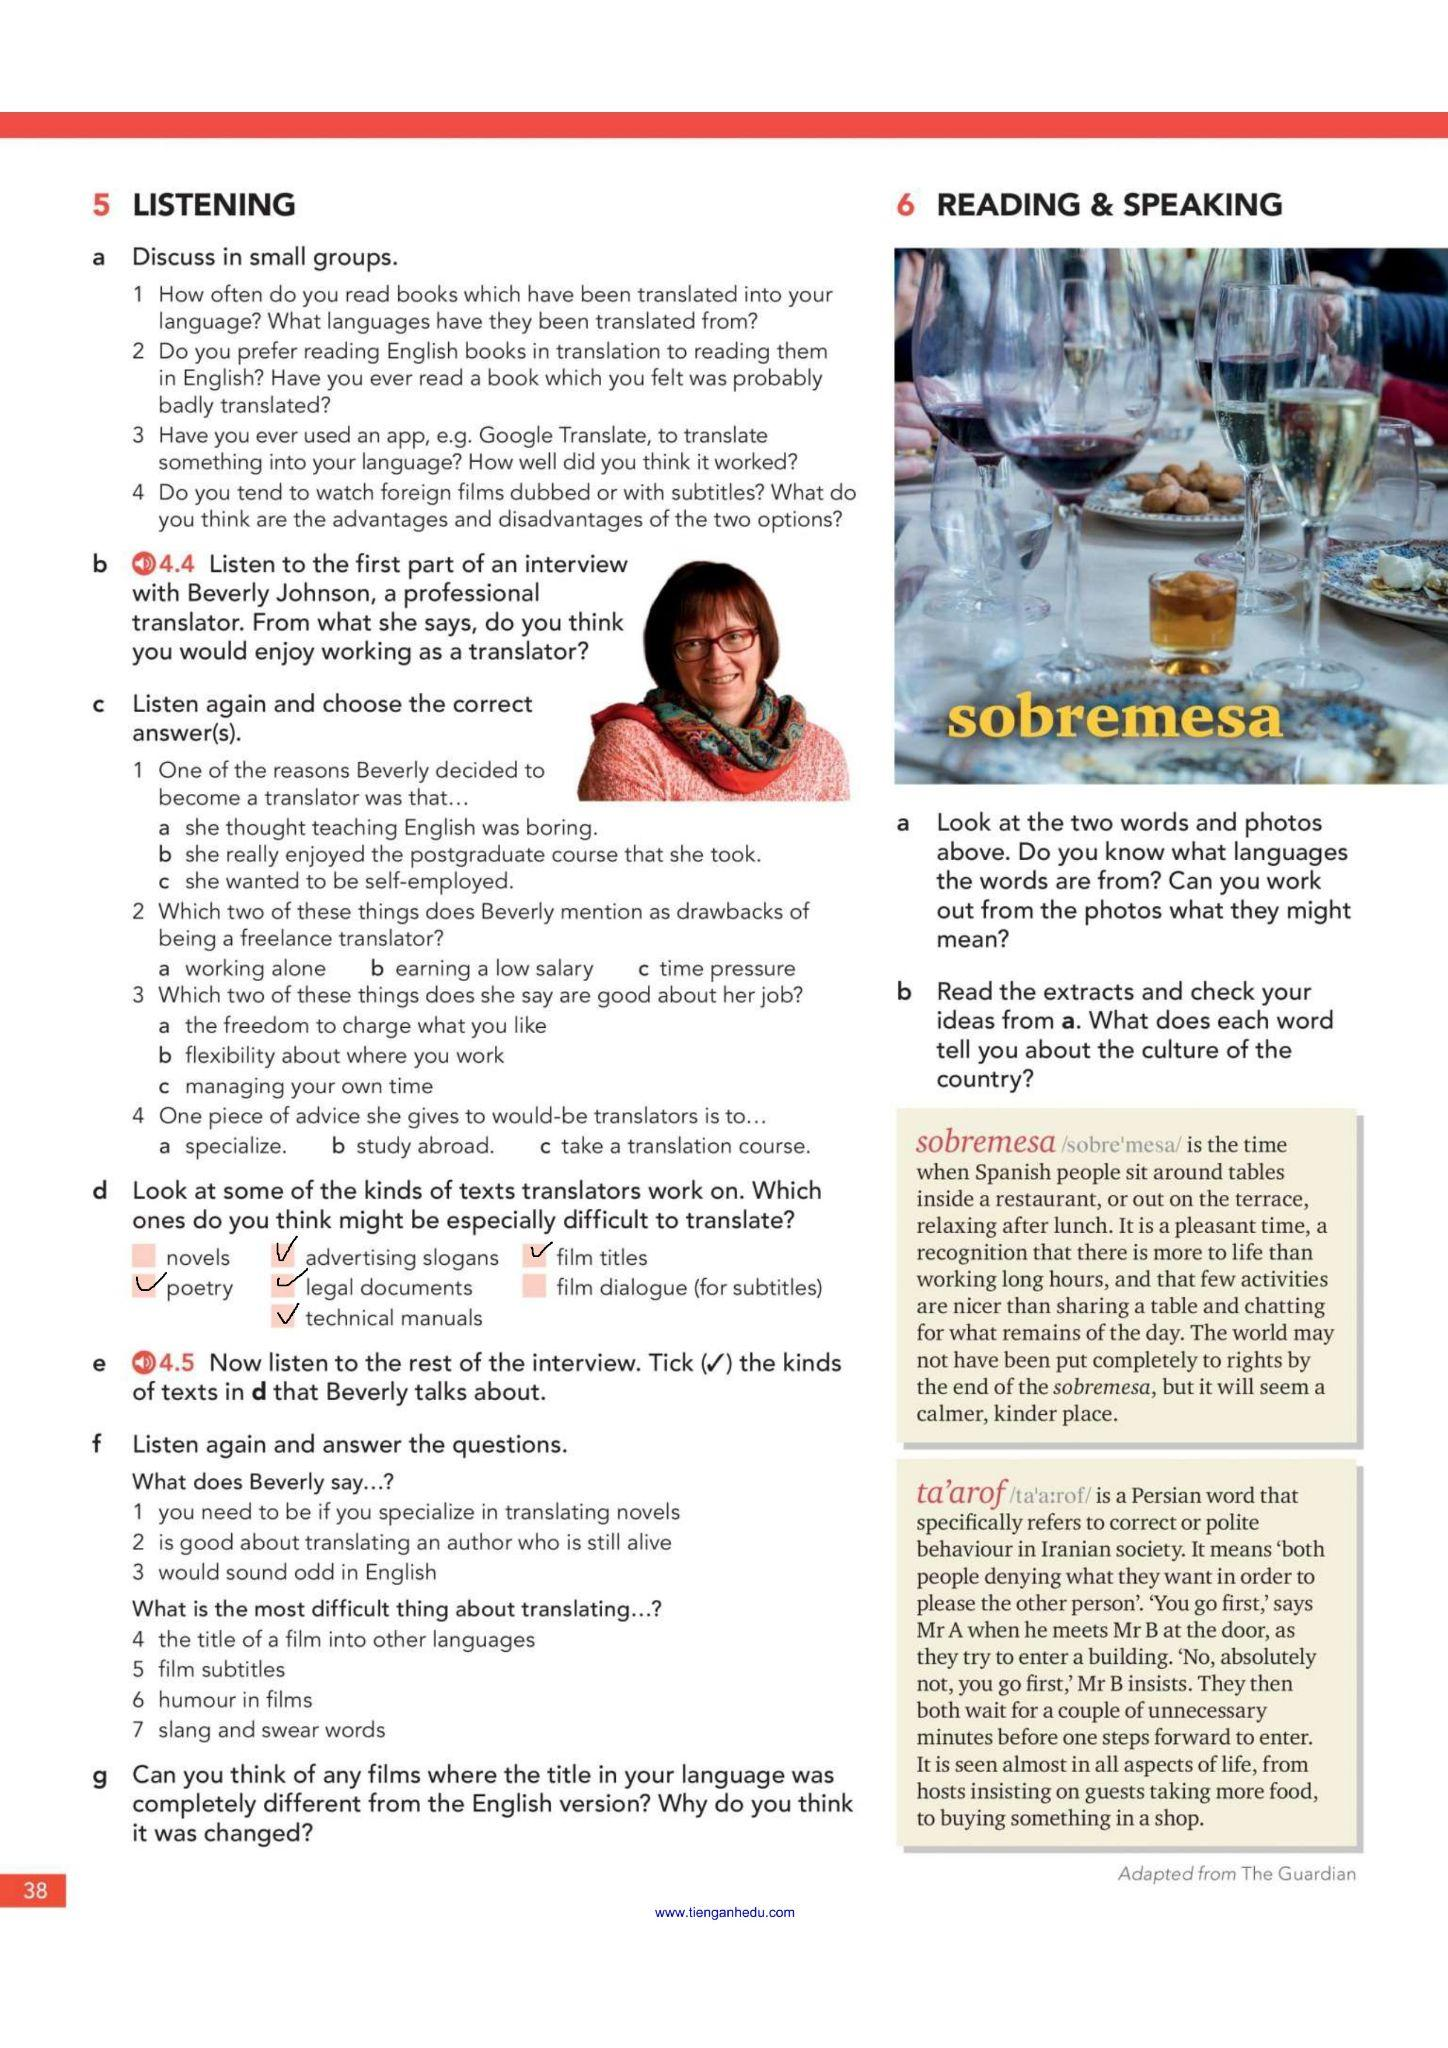 5 LISTENING
a Discuss in small groups.
1 How often do you read books which have been translated into your
language? What languages have they been translated from?
2 Do you prefer reading English books in translation to reading them
in English? Have you ever read a book which you felt was probably
badly translated?
3 Have you ever used an app, e.g. Google Translate, to translate
something into your language? How well did you think it worked?
4 Do you tend to watch foreign films dubbed or with subtitles? What do
you think are the advantages and disadvantages of the two options?
b 4.4 Listen to the first part of an interview
with Beverly Johnson, a professional
translator. From what she says, do you think
you would enjoy working as a translator?
c Listen again and choose the correct
answer(s).
1 One of the reasons Beverly decided to
become a translator was that…
a she thought teaching English was boring.
b she really enjoyed the postgraduate course that she took.
c she wanted to be self-employed.
2 Which two of these things does Beverly mention as drawbacks of
being a freelance translator?
a working alone b earning a low salary c time pressure
3 Which two of these things does she say are good about her job?
a the freedom to charge what you like
b flexibility about where you work
c managing your own time
4 One piece of advice she gives to would-be translators is to…
a specialize. b study abroad. c take a translation course.
d Look at some of the kinds of texts translators work on. Which
ones do you think might be especially difficult to translate?
novels ✓ advertising slogans ✓ film titles
✓ poetry ✓ legal documents film dialogue (for subtitles)
✓ technical manuals
e 4.5 Now listen to the rest of the interview. Tick (✓) the kinds
of texts in d that Beverly talks about.
f Listen again and answer the questions.
What does Beverly say…?
1 you need to be if you specialize in translating novels
2 is good about translating an author who is still alive
3 would sound odd in English
What is the most difficult thing about translating…?
4 the title of a film into other languages
5 film subtitles
6 humour in films
7 slang and swear words
g Can you think of any films where the title in your language was
completely different from the English version? Why do you think
it was changed?
6 READING & SPEAKING
sobremesa
a Look at the two words and photos
above. Do you know what languages
the words are from? Can you work
out from the photos what they might
mean?
b Read the extracts and check your
ideas from a. What does each word
tell you about the culture of the
country?
sobremesa /sobre'mesa/ is the time
when Spanish people sit around tables
inside a restaurant, or out on the terrace,
relaxing after lunch. It is a pleasant time, a
recognition that there is more to life than
working long hours, and that few activities
are nicer than sharing a table and chatting
for what remains of the day. The world may
not have been put completely to rights by
the end of the sobremesa, but it will seem a
calmer, kinder place.
ta'arof /ta'aːrof/ is a Persian word that
specifically refers to correct or polite
behaviour in Iranian society. It means ‘both
people denying what they want in order to
please the other person’. ‘You go first,’ says
Mr A when he meets Mr B at the door, as
they try to enter a building. ‘No, absolutely
not, you go first,’ Mr B insists. They then
both wait for a couple of unnecessary
minutes before one steps forward to enter.
It is seen almost in all aspects of life, from
hosts insisting on guests taking more food,
to buying something in a shop.
Adapted from The Guardian
38
www.tienganhedu.com